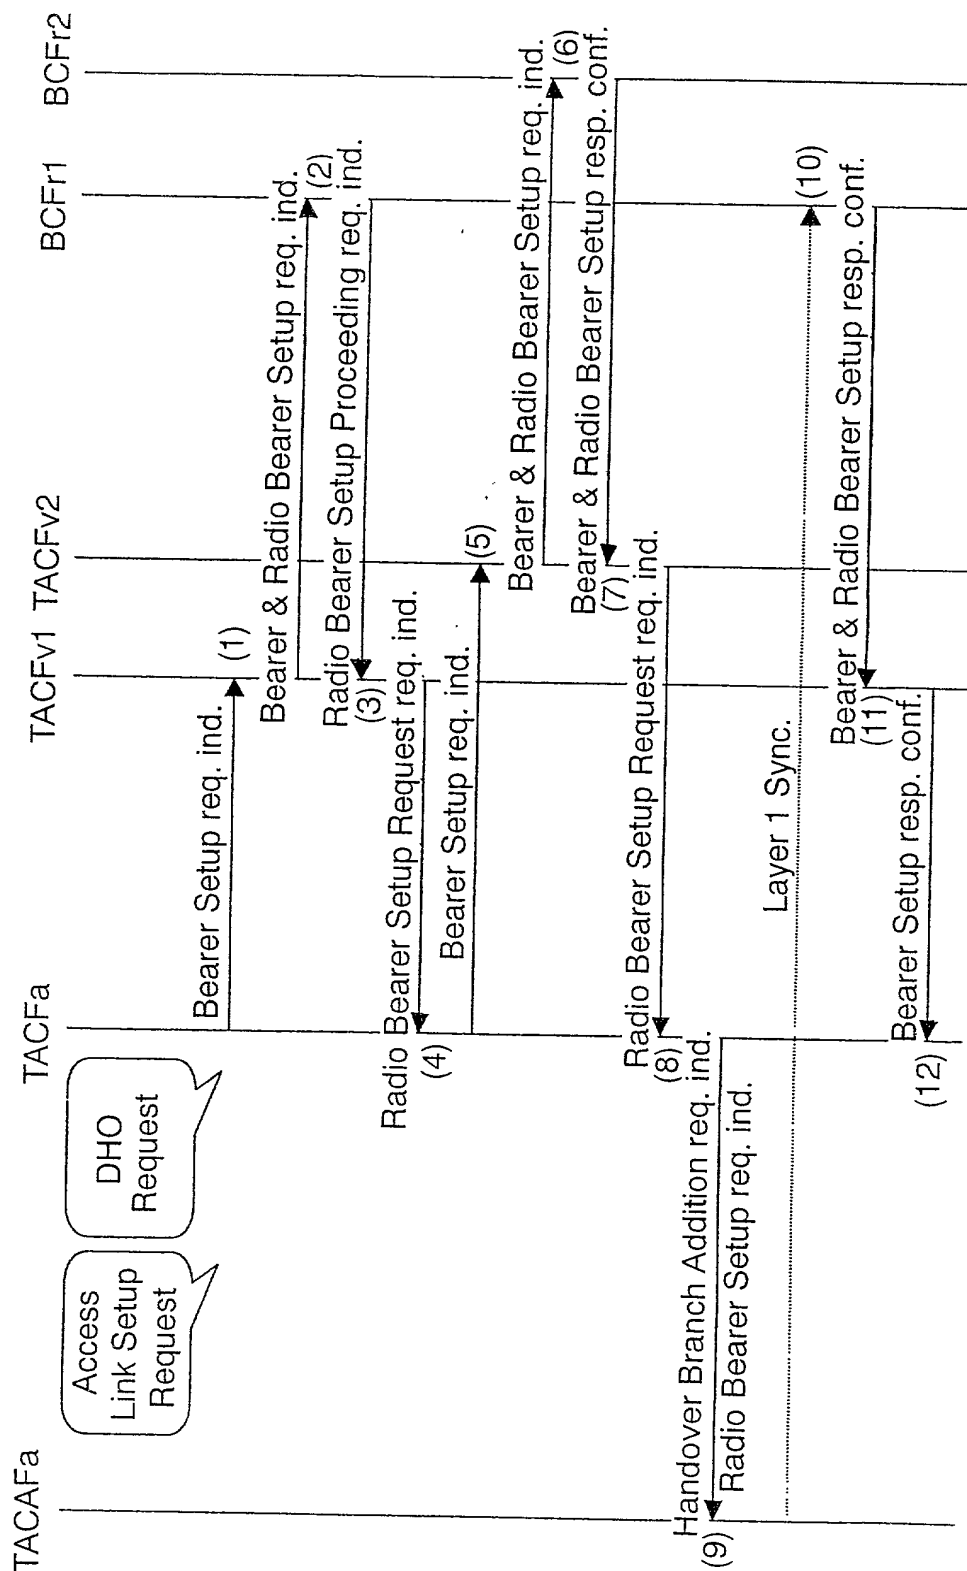 TACAFa
TACFa
TACFv1
TACFv2
BCFr1
BCFr2
Access
Link Setup
Request
DHO
Request
Bearer Setup req. ind.
(1)
Bearer & Radio Bearer Setup req. ind.
(2)
Radio Bearer Setup Proceeding req. ind.
(3)
Radio Bearer Setup Request req. ind.
(4)
Bearer Setup req. ind.
(5)
Bearer & Radio Bearer Setup req. ind.
(6)
Bearer & Radio Bearer Setup resp. conf.
(7)
Radio Bearer Setup Request req. ind.
(8)
Handover Branch Addition req. ind.
Radio Bearer Setup req. ind.
(9)
Layer 1 Sync.
(10)
Bearer & Radio Bearer Setup resp. conf.
(11)
Bearer Setup resp. conf.
(12)